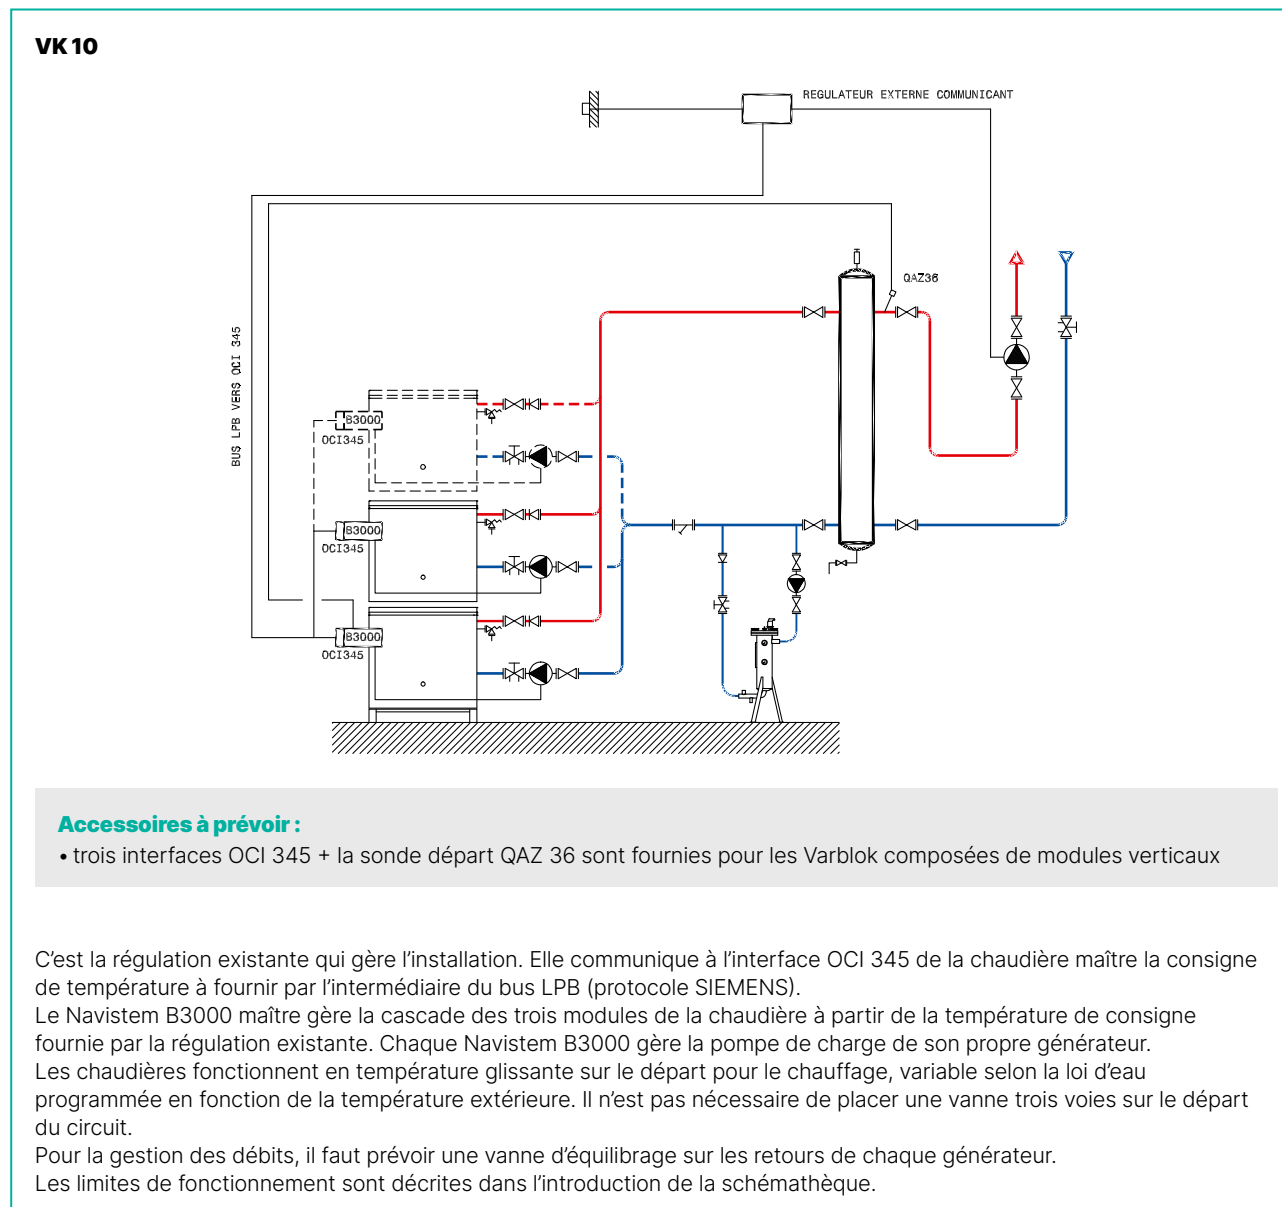 VK 10
REGULATEUR EXTERNE COMMUNICANT
QAZ36
BUS LPB VERS OCI 345
B3000
OCI345
B3000
OCI345
B3000
OCI345
Accessoires à prévoir :
• trois interfaces OCI 345 + la sonde départ QAZ 36 sont fournies pour les Varblok composées de modules verticaux
C’est la régulation existante qui gère l’installation. Elle communique à l’interface OCI 345 de la chaudière maître la consigne
de température à fournir par l’intermédiaire du bus LPB (protocole SIEMENS).
Le Navistem B3000 maître gère la cascade des trois modules de la chaudière à partir de la température de consigne
fournie par la régulation existante. Chaque Navistem B3000 gère la pompe de charge de son propre générateur.
Les chaudières fonctionnent en température glissante sur le départ pour le chauffage, variable selon la loi d’eau
programmée en fonction de la température extérieure. Il n’est pas nécessaire de placer une vanne trois voies sur le départ
du circuit.
Pour la gestion des débits, il faut prévoir une vanne d’équilibrage sur les retours de chaque générateur.
Les limites de fonctionnement sont décrites dans l’introduction de la schémathèque.